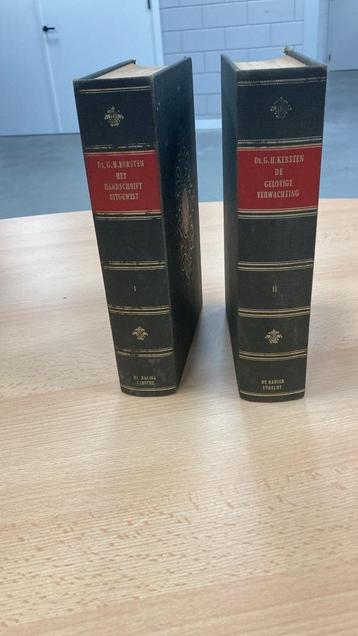 Ds. G. H. KERSTEN
HET
HANDSCHRIFT
UITGEWIST
I
DE BANIER
UTRECHT
Ds. G. H. KERSTEN
DE
GELOVIGE
VERWACHTING
II
DE BANIER
UTRECHT